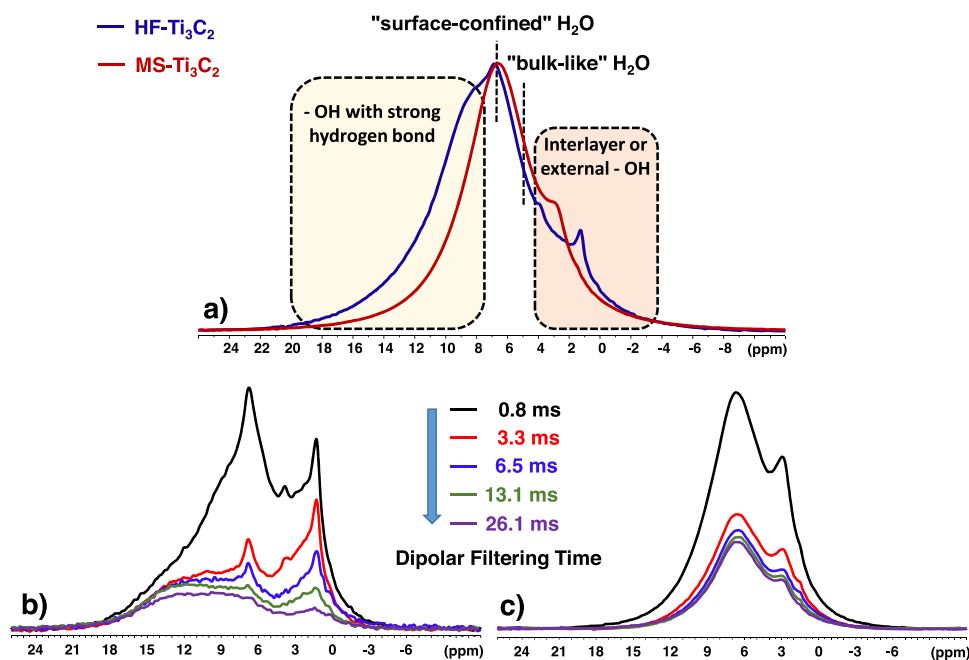 HF-Ti₃C₂
MS-Ti₃C₂
"surface-confined" H₂O
"bulk-like" H₂O
- OH with strong
hydrogen bond
Interlayer or
external - OH
a)
24 22 20 18 16 14 12 10 8 6 4 2 0 -2 -4 -6 -8 (ppm)
0.8 ms
3.3 ms
6.5 ms
13.1 ms
26.1 ms
Dipolar Filtering Time
b)
24 21 18 15 12 9 6 3 0 -3 -6 (ppm)
c)
24 21 18 15 12 9 6 3 0 -3 -6 (ppm)